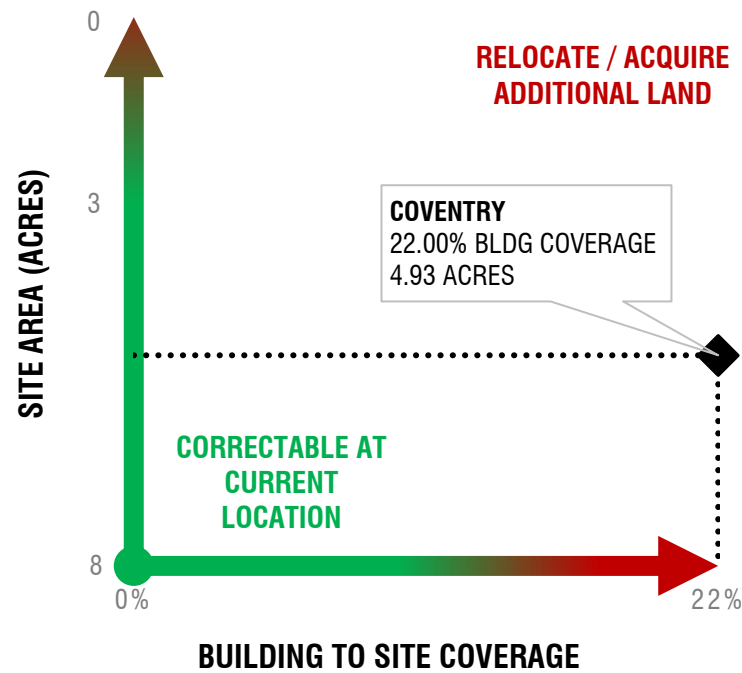 0
RELOCATE / ACQUIRE
ADDITIONAL LAND
3
COVENTRY
22.00% BLDG COVERAGE
4.93 ACRES
SITE AREA (ACRES)
CORRECTABLE AT
CURRENT
LOCATION
8
0%
22%
BUILDING TO SITE COVERAGE